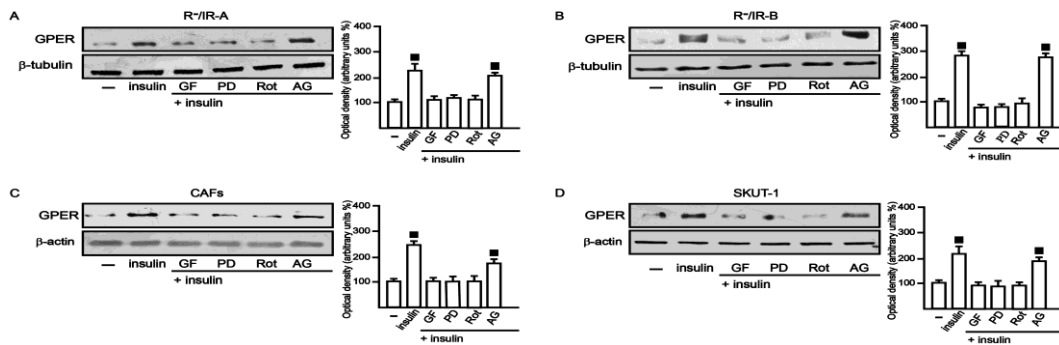 A
R⁻/IR-A
GPER
β-tubulin
– insulin GF PD Rot AG
+ insulin
Optical density (arbitrary units %)
400
300
200
100
– insulin GF PD Rot AG
+ insulin
B
R⁻/IR-B
GPER
β-tubulin
– insulin GF PD Rot AG
+ insulin
Optical density (arbitrary units %)
400
300
200
100
– insulin GF PD Rot AG
+ insulin
C
CAFs
GPER
β-actin
– insulin GF PD Rot AG
+ insulin
Optical density (arbitrary units %)
400
300
200
100
– insulin GF PD Rot AG
+ insulin
D
SKUT-1
GPER
β-actin
– insulin GF PD Rot AG
+ insulin
Optical density (arbitrary units %)
400
300
200
100
– insulin GF PD Rot AG
+ insulin